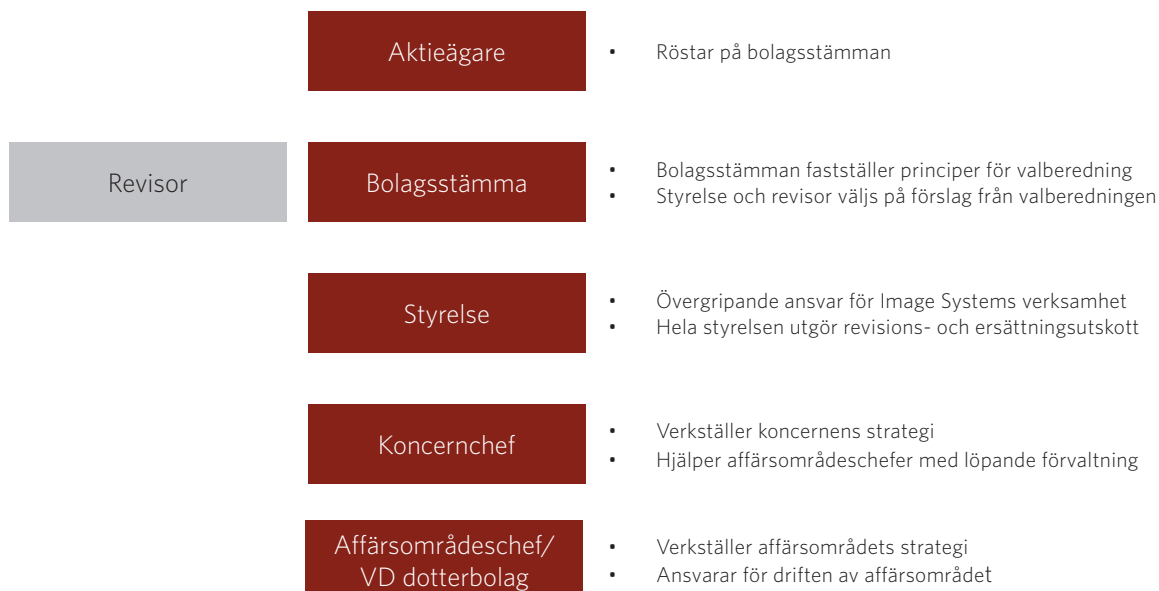 Aktieägare
• Röstar på bolagsstämman
Revisor
Bolagsstämma
• Bolagsstämman fastställer principer för valberedning
• Styrelse och revisor väljs på förslag från valberedningen
Styrelse
• Övergripande ansvar för Image Systems verksamhet
• Hela styrelsen utgör revisions- och ersättningsutskott
Koncernchef
• Verkställer koncernens strategi
• Hjälper affärsområdeschefer med löpande förvaltning
Affärsområdeschef/
VD dotterbolag
• Verkställer affärsområdets strategi
• Ansvarar för driften av affärsområdet